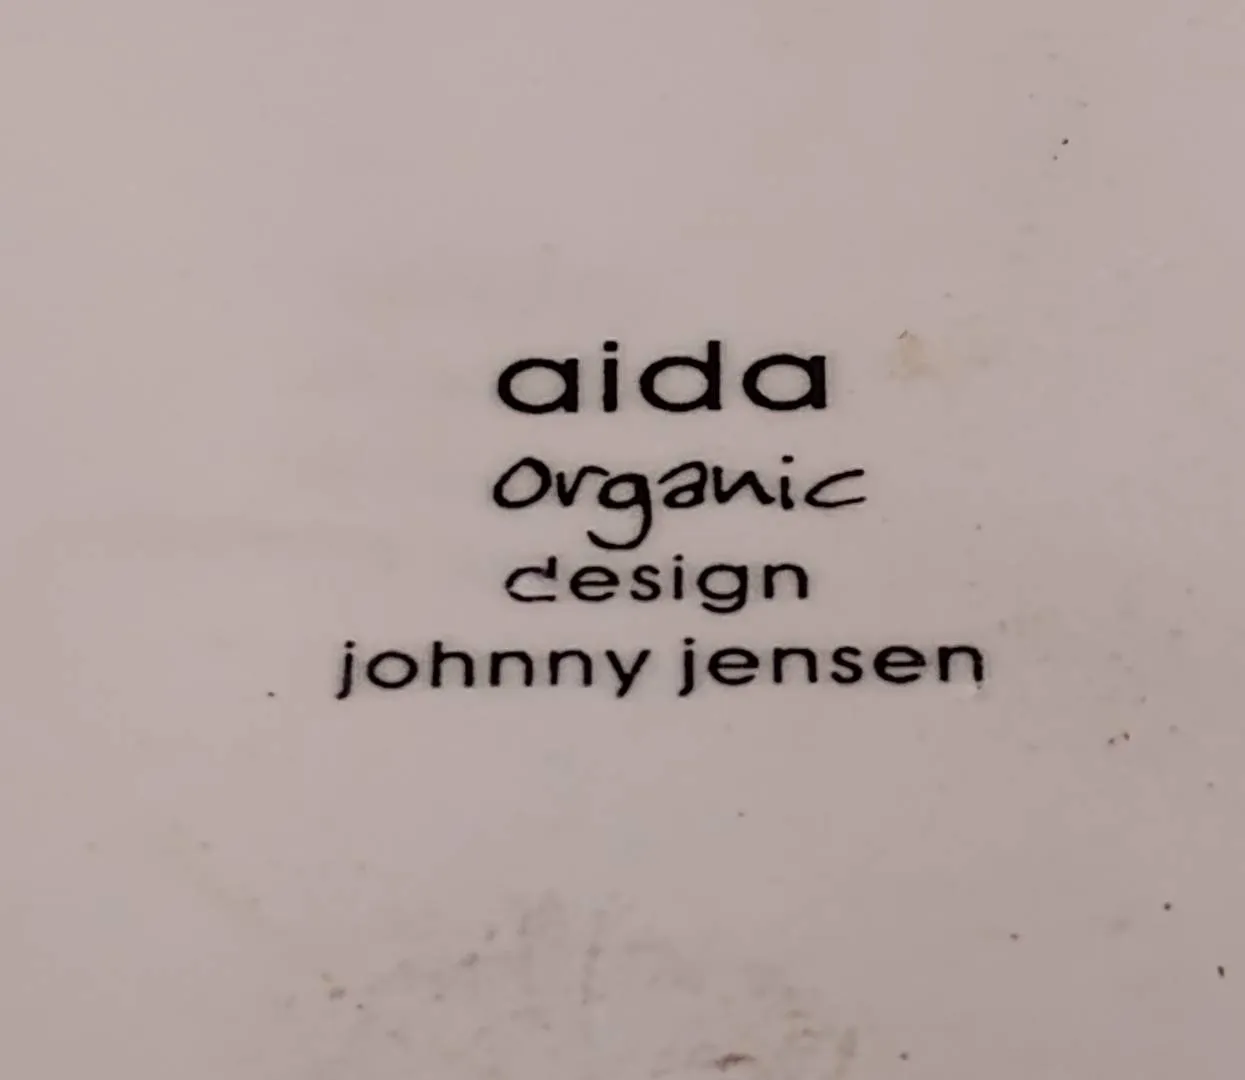 aida
organic
design
johnny jensen